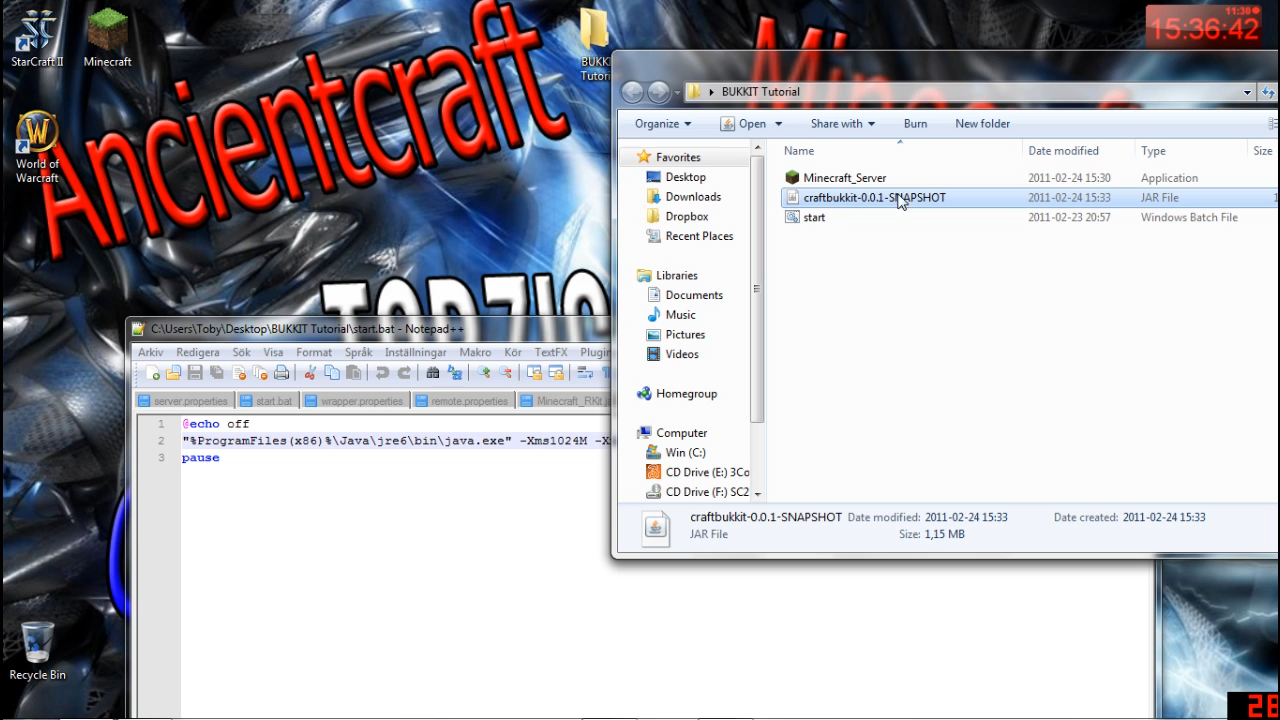 11:30
15:36:42
StarCraft II
Minecraft
World of
Warcraft
Ancientcraft
BUKKIT Tutorial
Organize
Open
Share with
Burn
New folder
Name
Date modified
Type
Size
Favorites
Desktop
Downloads
Dropbox
Recent Places
Libraries
Documents
Music
Pictures
Videos
Homegroup
Computer
Win (C:)
CD Drive (E:) 3Co
CD Drive (F:) SC2
Minecraft_Server 2011-02-24 15:30 Application
craftbukkit-0.0.1-SNAPSHOT 2011-02-24 15:33 JAR File
start 2011-02-23 20:57 Windows Batch File
craftbukkit-0.0.1-SNAPSHOT Date modified: 2011-02-24 15:33 Date created: 2011-02-24 15:33
JAR File Size: 1,15 MB
C:\Users\Toby\Desktop\BUKKIT Tutorial\start.bat - Notepad++
Arkiv Redigera Sök Visa Format Språk Inställningar Makro Kör TextFX Plugin
server.properties start.bat wrapper.properties remote.properties Minecraft_RKit.ja
1 @echo off
2 "%ProgramFiles(x86)%\Java\jre6\bin\java.exe" -Xms1024M
3 pause
Recycle Bin
28